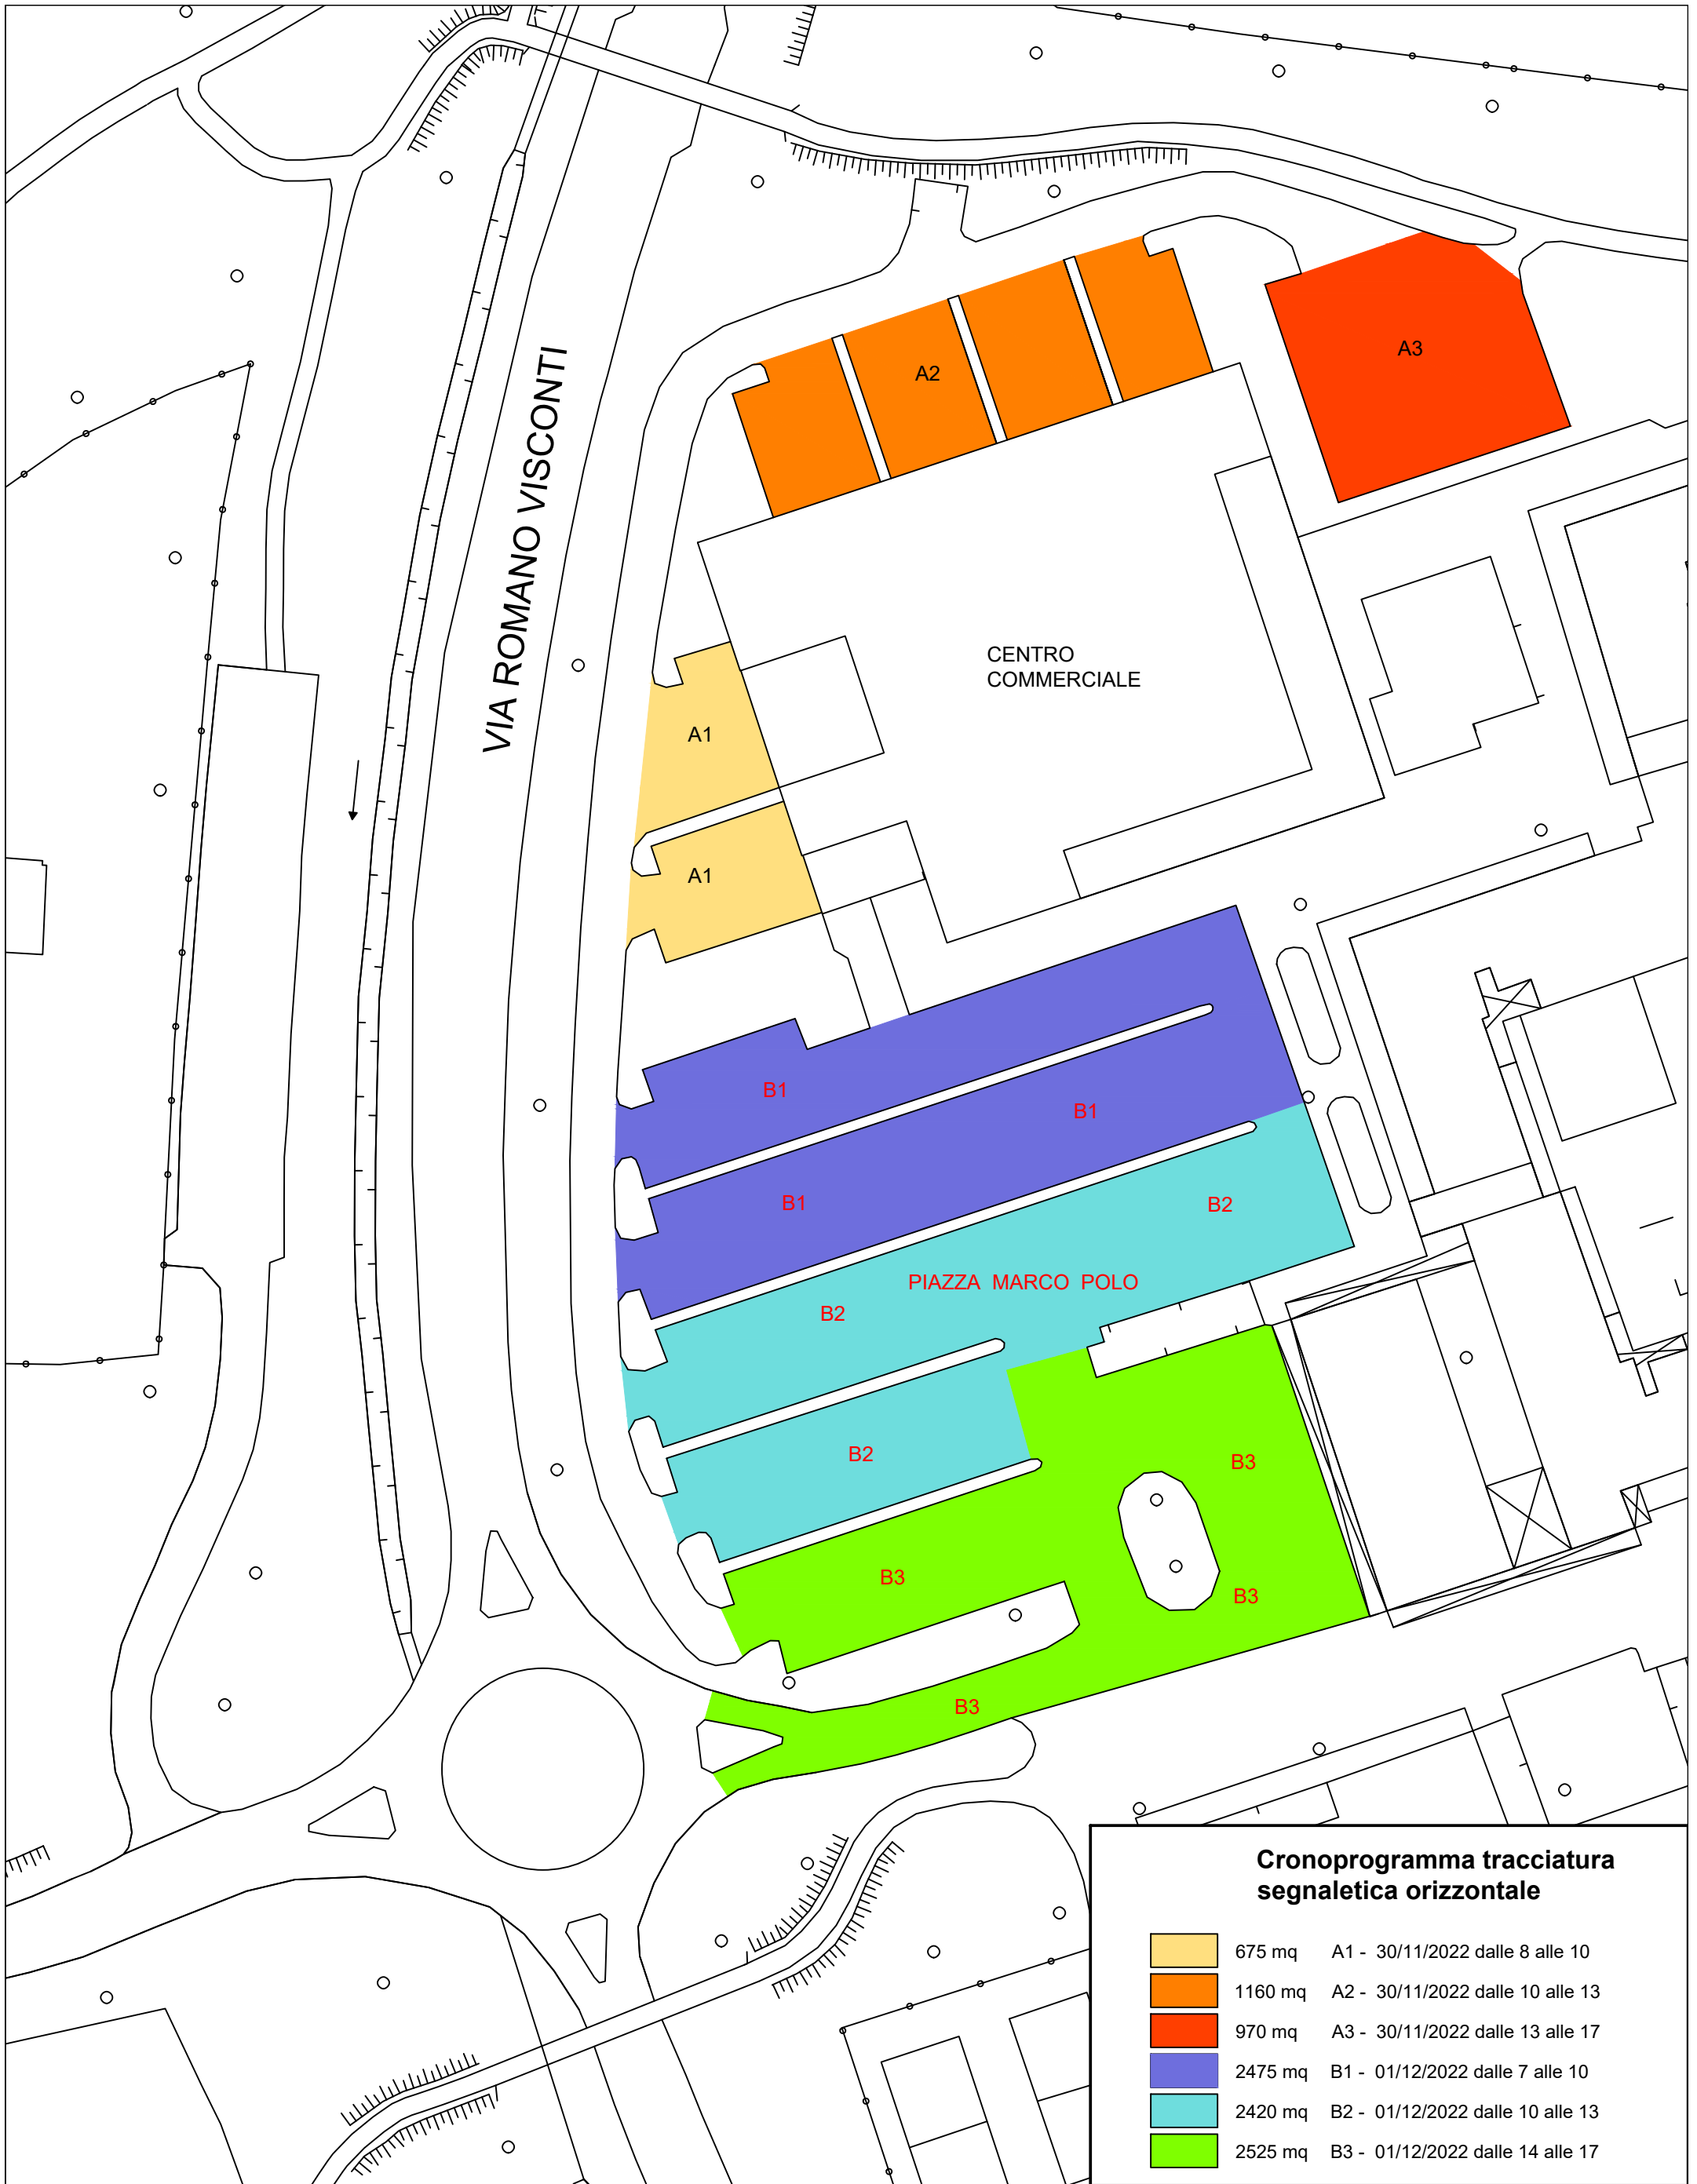 A3
A2
VIA ROMANO VISCONTI
CENTRO
COMMERCIALE
A1
A1
B1
B1
B1
B2
PIAZZA MARCO POLO
B2
B2
B3
B3
B3
B3
Cronoprogramma tracciatura
segnaletica orizzontale
675 mq A1 - 30/11/2022 dalle 8 alle 10
1160 mq A2 - 30/11/2022 dalle 10 alle 13
970 mq A3 - 30/11/2022 dalle 13 alle 17
2475 mq B1 - 01/12/2022 dalle 7 alle 10
2420 mq B2 - 01/12/2022 dalle 10 alle 13
2525 mq B3 - 01/12/2022 dalle 14 alle 17